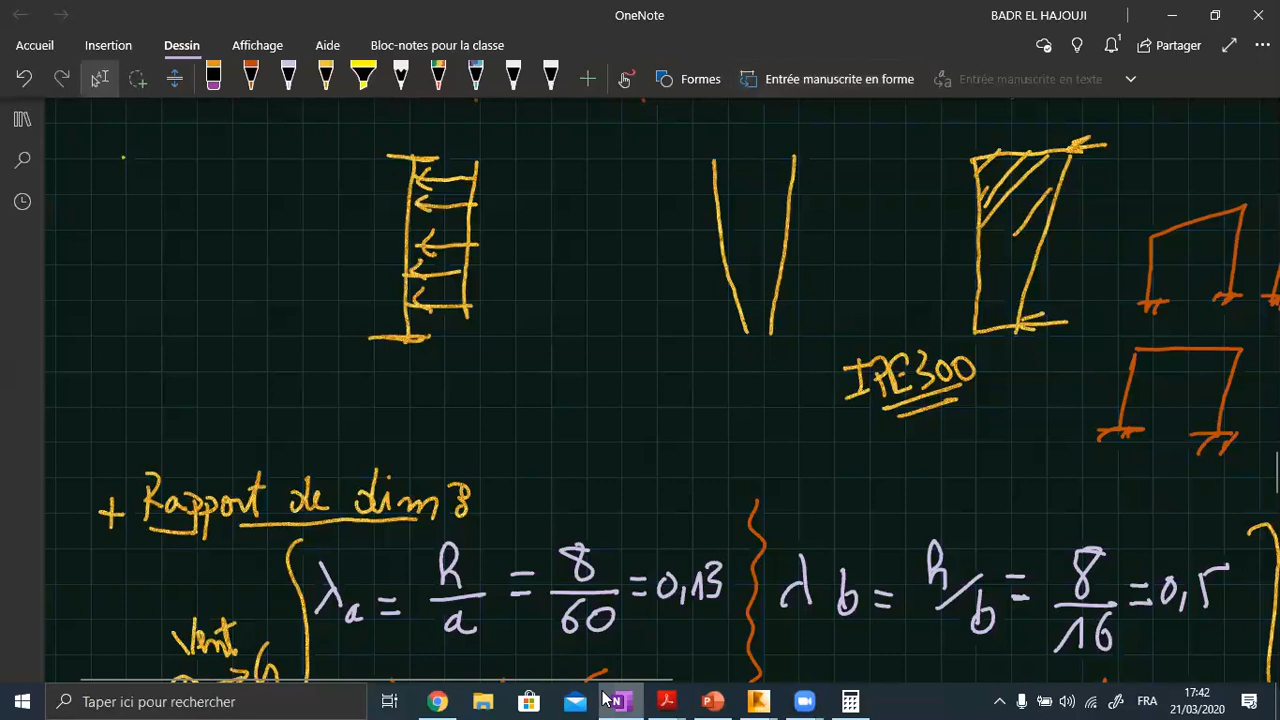 OneNote
BADR EL HAJOUJI
Accueil Insertion Dessin Affichage Aide Bloc-notes pour la classe
Partager
Formes Entrée manuscrite en forme Entrée manuscrite en texte
IPE300
+ Rapport de dim :
λa = h/a = 8/60 = 0,13
λb = h/b = 8/16 = 0,5
Vent
Taper ici pour rechercher
FRA
17:42
21/03/2020